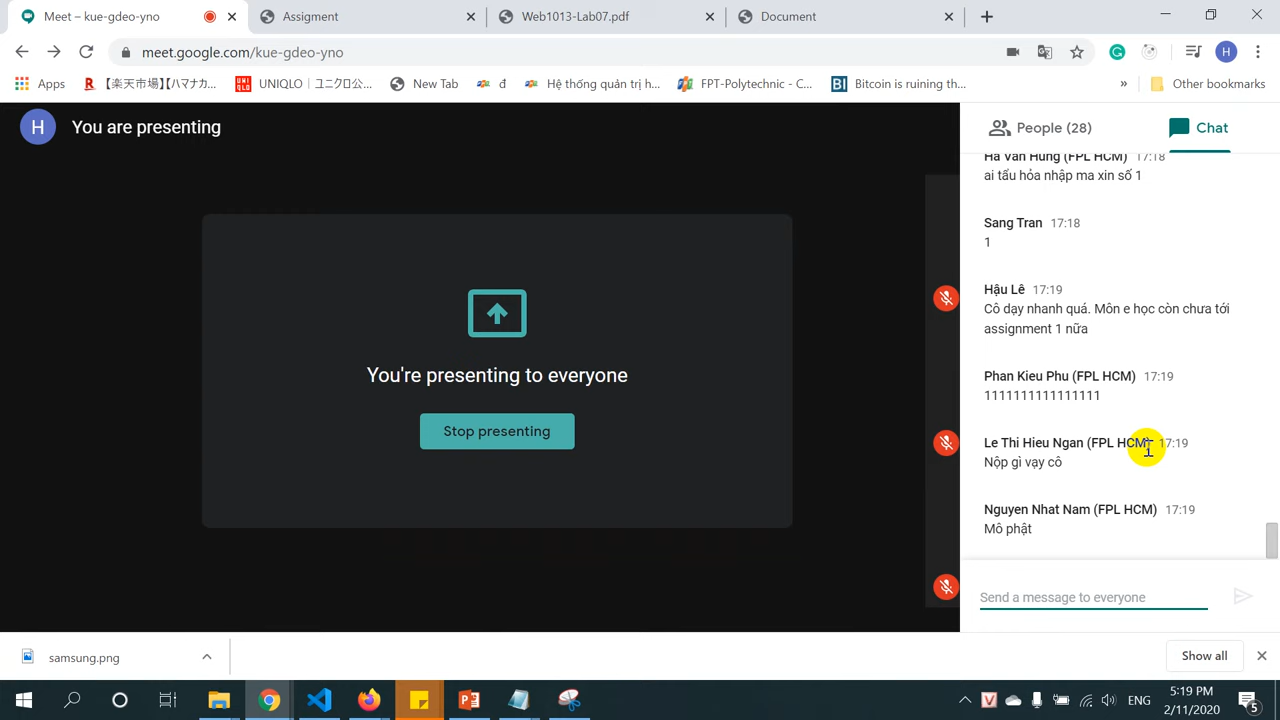 Meet – kue-gdeo-yno
Assigment
Web1013-Lab07.pdf
Document
meet.google.com/kue-gdeo-yno
H
Apps
【楽天市場】【ハマナカ...
UNIQLO｜ユニクロ公...
New Tab
đ
Hệ thống quản trị h...
FPT-Polytechnic - C...
Bitcoin is ruining th...
»
Other bookmarks
H
You are presenting
People (28)
Chat
Ha Van Hung (FPL HCM) 17:18
ai tẩu hỏa nhập ma xin số 1
Sang Tran 17:18
1
Hậu Lê 17:19
Cô dạy nhanh quá. Môn e học còn chưa tới
assignment 1 nữa
You're presenting to everyone
Stop presenting
Phan Kieu Phu (FPL HCM) 17:19
1111111111111111
Le Thi Hieu Ngan (FPL HCM) 17:19
Nộp gì vạy cô
Nguyen Nhat Nam (FPL HCM) 17:19
Mô phật
Send a message to everyone
samsung.png
Show all
ENG
5:19 PM
2/11/2020
5